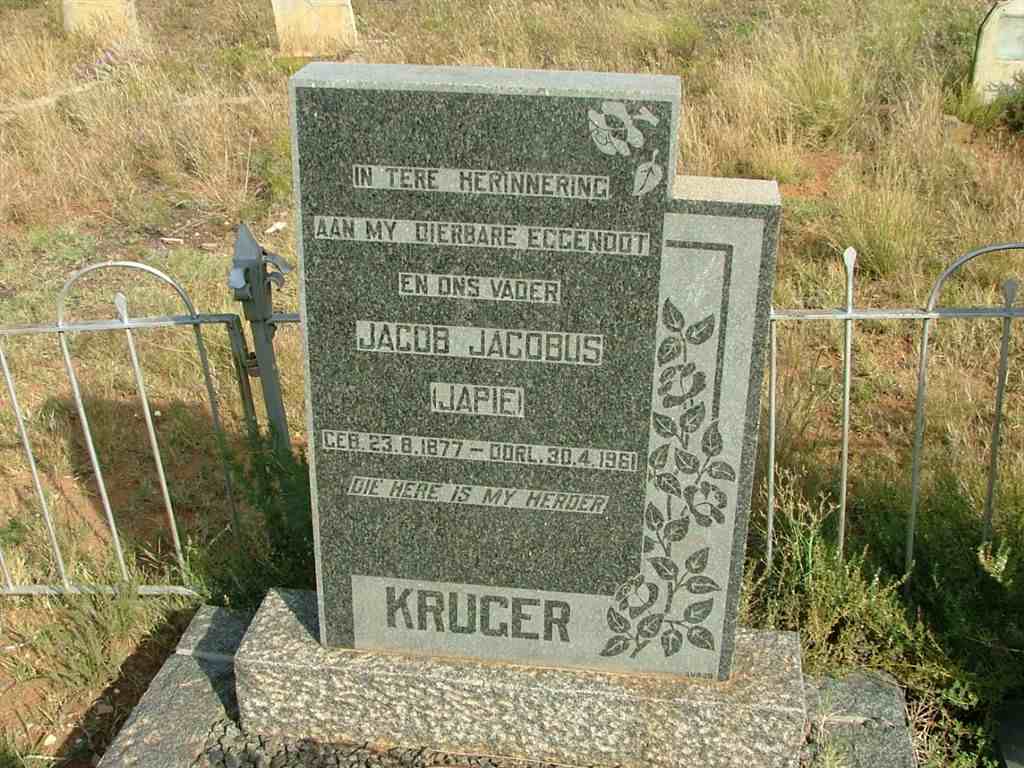 IN TERE HERINNERING
AAN MY DIERBARE EGGENOOT
EN ONS VADER
JACOB JACOBUS
(JAPIE)
GEB. 23.8.1877 — OORL. 30.4.1961
DIE HERE IS MY HERDER
KRUGER